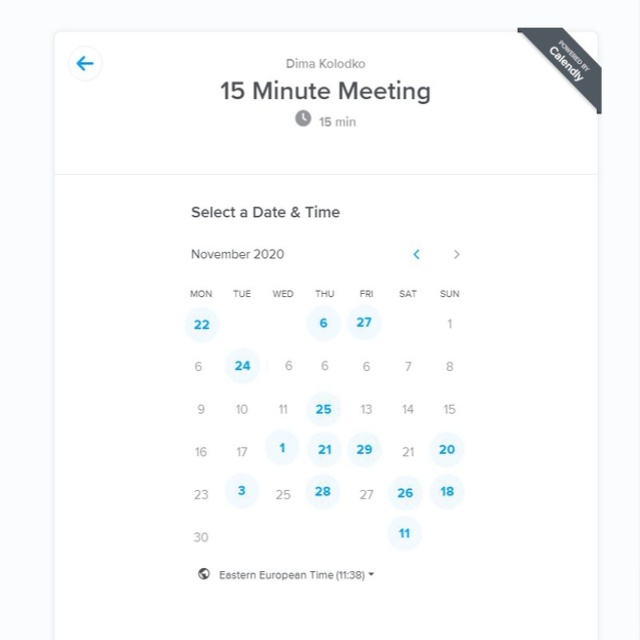 POWERED BY
Calendly
Dima Kolodko
15 Minute Meeting
15 min
Select a Date & Time
November 2020
MON TUE WED THU FRI SAT SUN
22 6 27 1
6 24 6 6 6 7 8
9 10 11 25 13 14 15
16 17 1 21 29 21 20
23 3 25 28 27 26 18
30 11
Eastern European Time (11:38)